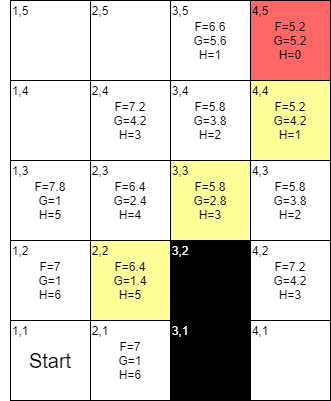 1,5
2,5
3,5
F=6.6
G=5.6
H=1
4,5
F=5.2
G=5.2
H=0
1,4
2,4
F=7.2
G=4.2
H=3
3,4
F=5.8
G=3.8
H=2
4,4
F=5.2
G=4.2
H=1
1,3
F=7.8
G=1
H=5
2,3
F=6.4
G=2.4
H=4
3,3
F=5.8
G=2.8
H=3
4,3
F=5.8
G=3.8
H=2
1,2
F=7
G=1
H=6
2,2
F=6.4
G=1.4
H=5
3,2
4,2
F=7.2
G=4.2
H=3
1,1
Start
2,1
F=7
G=1
H=6
3,1
4,1